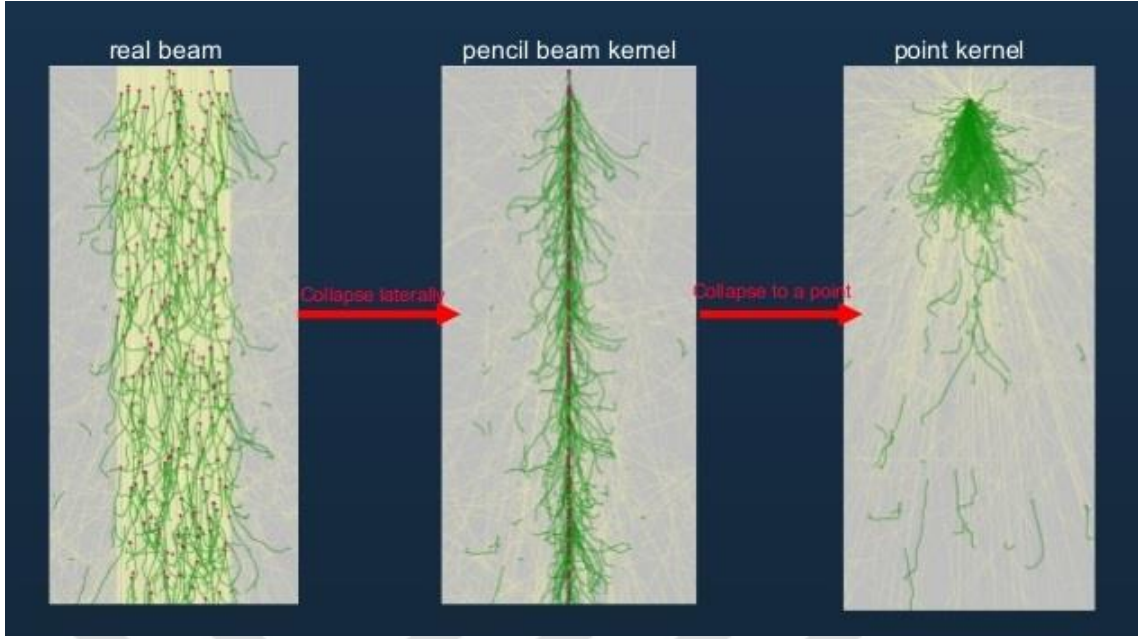 real beam
pencil beam kernel
point kernel
Collapse laterally
Collapse to a point